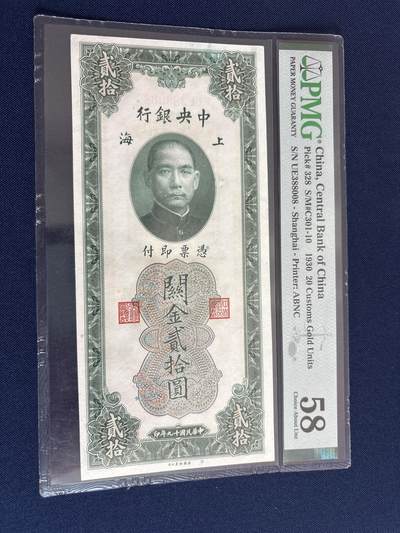 貳拾
貳拾
行銀央中
海 上
付即票憑
關金貳拾圓
貳拾
貳拾
印年九十國民華中
PMG
PAPER MONEY GUARANTY
China, Central Bank of China
Pick# 328 S/M#C301-10 1930 20 Customs Gold Units
S/N UE388008 - Shanghai - Printer: ABNC
58
Choice About Unc